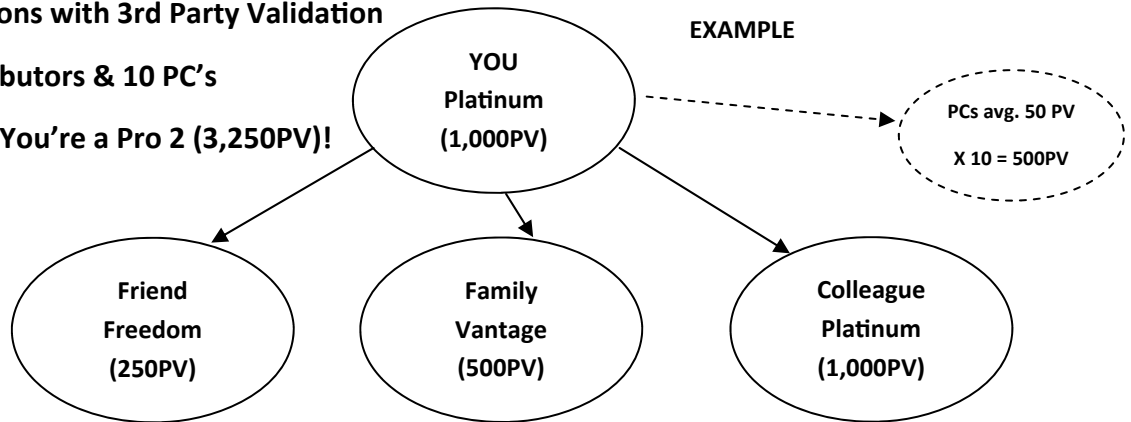 ons with 3rd Party Validation
butors & 10 PC's
You're a Pro 2 (3,250PV)!
EXAMPLE
YOU
Platinum
(1,000PV)
PCs avg. 50 PV
X 10 = 500PV
Friend
Freedom
(250PV)
Family
Vantage
(500PV)
Colleague
Platinum
(1,000PV)